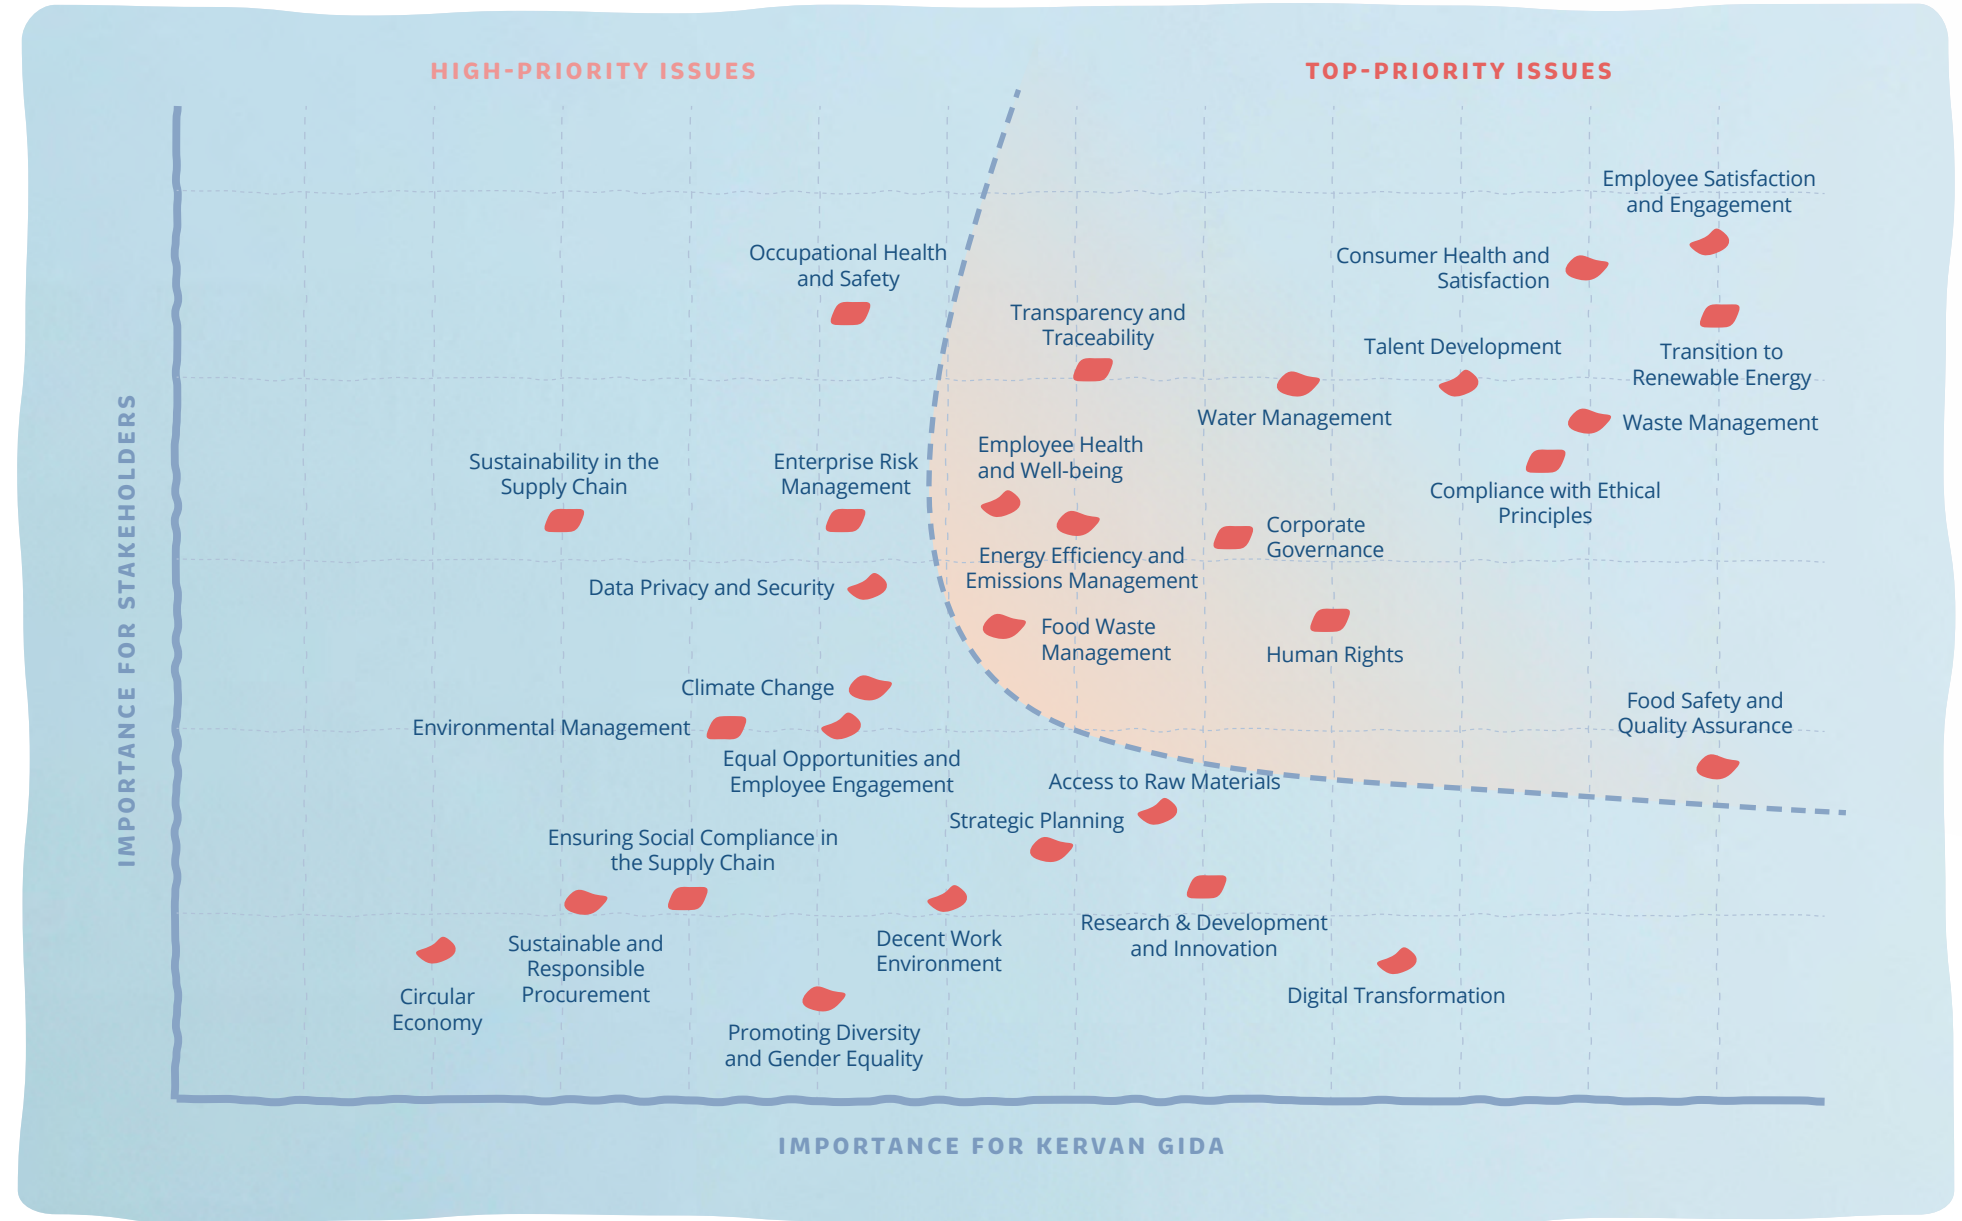 HIGH-PRIORITY ISSUES
TOP-PRIORITY ISSUES
Employee Satisfaction
and Engagement
Occupational Health
and Safety
Consumer Health and
Satisfaction
Transparency and
Traceability
Talent Development
Transition to
Renewable Energy
Water Management
Waste Management
Employee Health
and Well-being
Sustainability in the
Supply Chain
Enterprise Risk
Management
Compliance with Ethical
Principles
Corporate
Governance
Energy Efficiency and
Emissions Management
Data Privacy and Security
Food Waste
Management
Human Rights
Climate Change
Environmental Management
Food Safety and
Quality Assurance
Equal Opportunities and
Employee Engagement
Access to Raw Materials
Strategic Planning
Ensuring Social Compliance in
the Supply Chain
Research & Development
and Innovation
Sustainable and
Responsible
Procurement
Decent Work
Environment
Circular
Economy
Digital Transformation
Promoting Diversity
and Gender Equality
IMPORTANCE FOR STAKEHOLDERS
IMPORTANCE FOR KERVAN GIDA